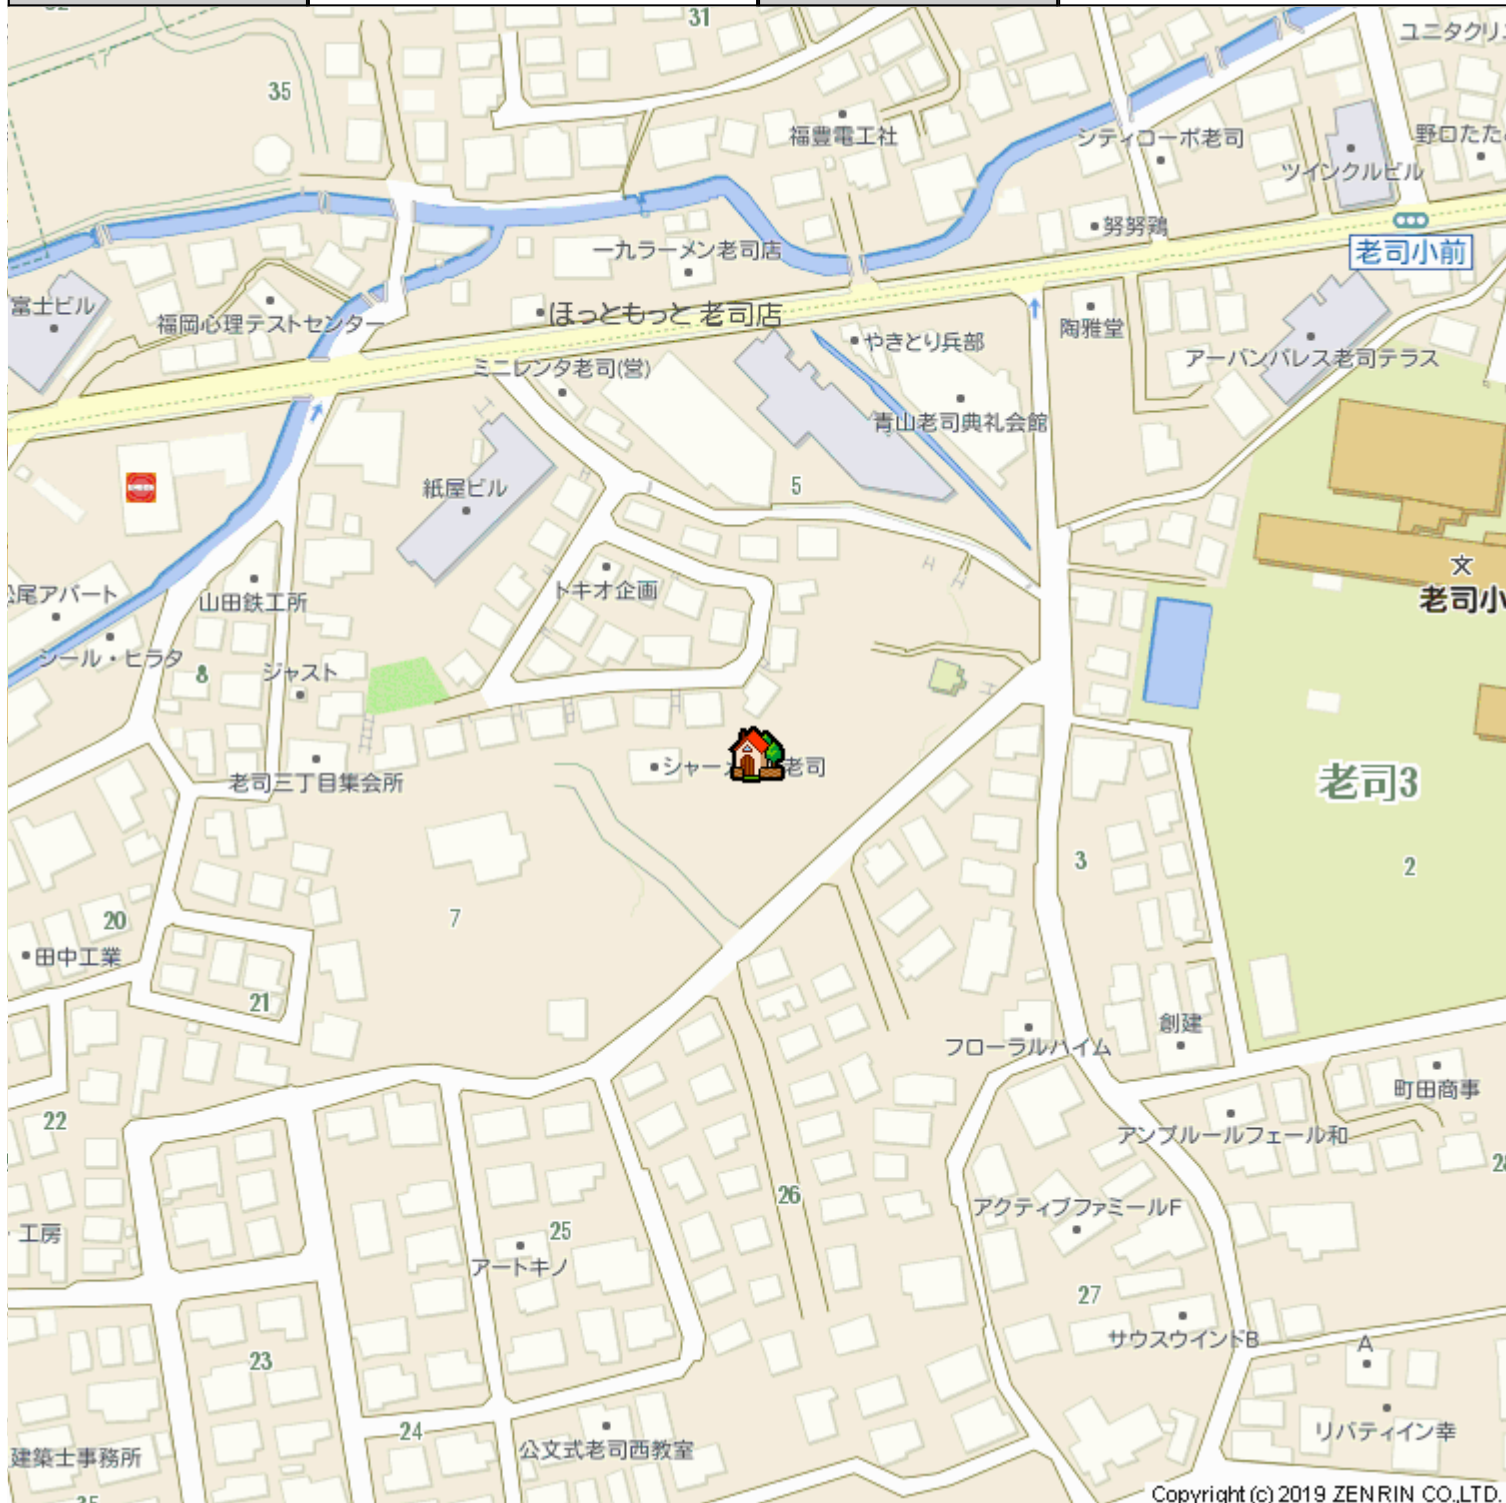 31
ユニタクリ
35
福豊電工社
シティコーポ老司
野口たた
ツインクルビル
努努鶏
一九ラーメン老司店
老司小前
富士ビル
ほっともっと 老司店
福岡心理テストセンター
陶雅堂
やきとり兵部
アーバンパレス老司テラス
ミニレンタ老司(営)
青山老司典礼会館
紙屋ビル
5
文
トキオ企画
尾アパート
老司小
山田鉄工所
シール・ヒラタ
ジャスト
8
シャー
老司
老司三丁目集会所
老司3
3
2
7
20
田中工業
21
創建
フローラルハイム
町田商事
22
アンプルールフェール和
28
26
アクティブファミールF
工房
25
アートキノ
27
サウスウインドB
A
23
24
リバティイン幸
公文式老司西教室
建築士事務所
Copyright (c) 2019 ZENRIN CO.,LTD.